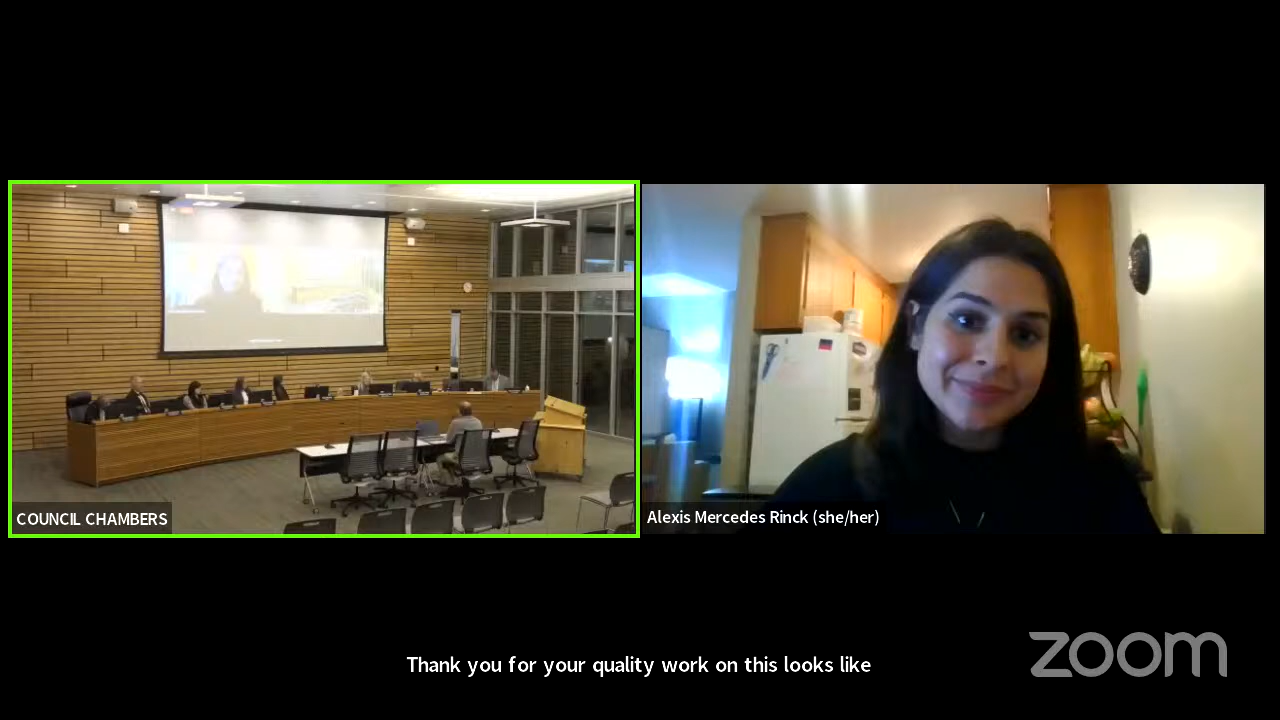 COUNCIL CHAMBERS
Alexis Mercedes Rinck (she/her)
Thank you for your quality work on this looks like
zoom